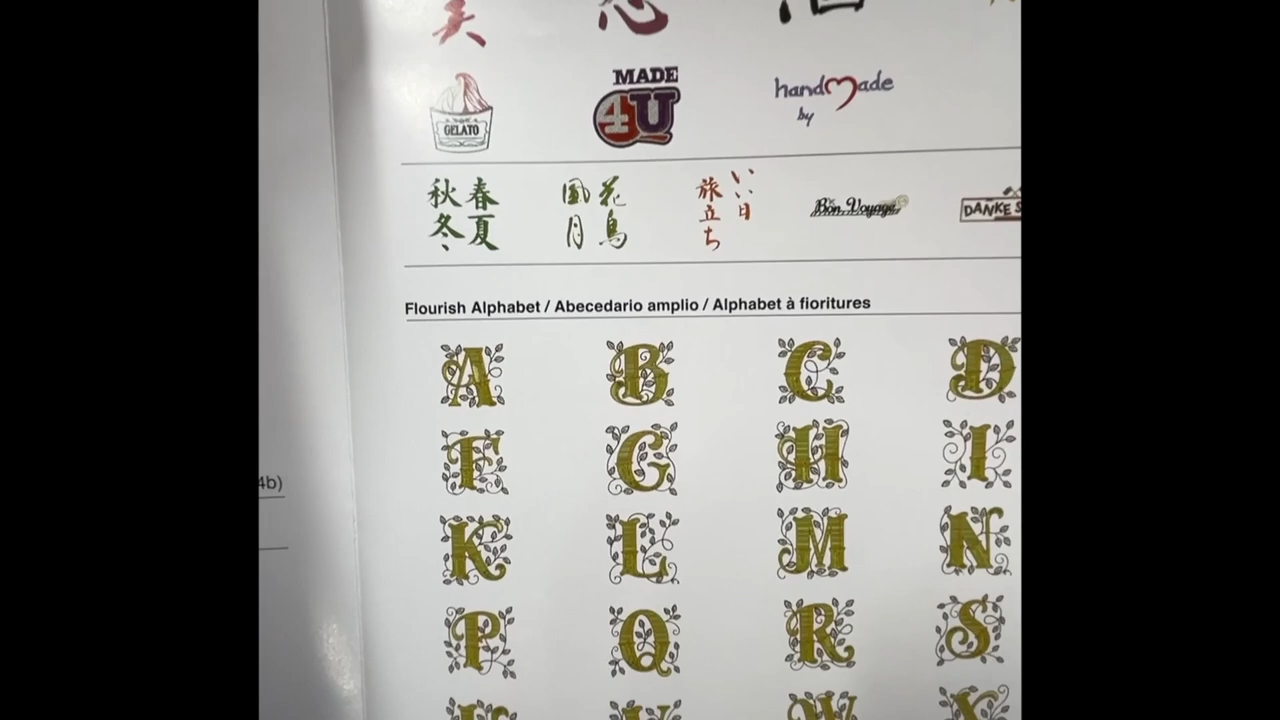 GELATO
MADE
4U
handmade
by
春夏
秋冬
花鳥
風月
いい日
旅立ち
Bon Voyage
DANKE S
Flourish Alphabet / Abecedario amplio / Alphabet à fioritures
A B C D
F G H I
4b)
K L M N
P Q R S